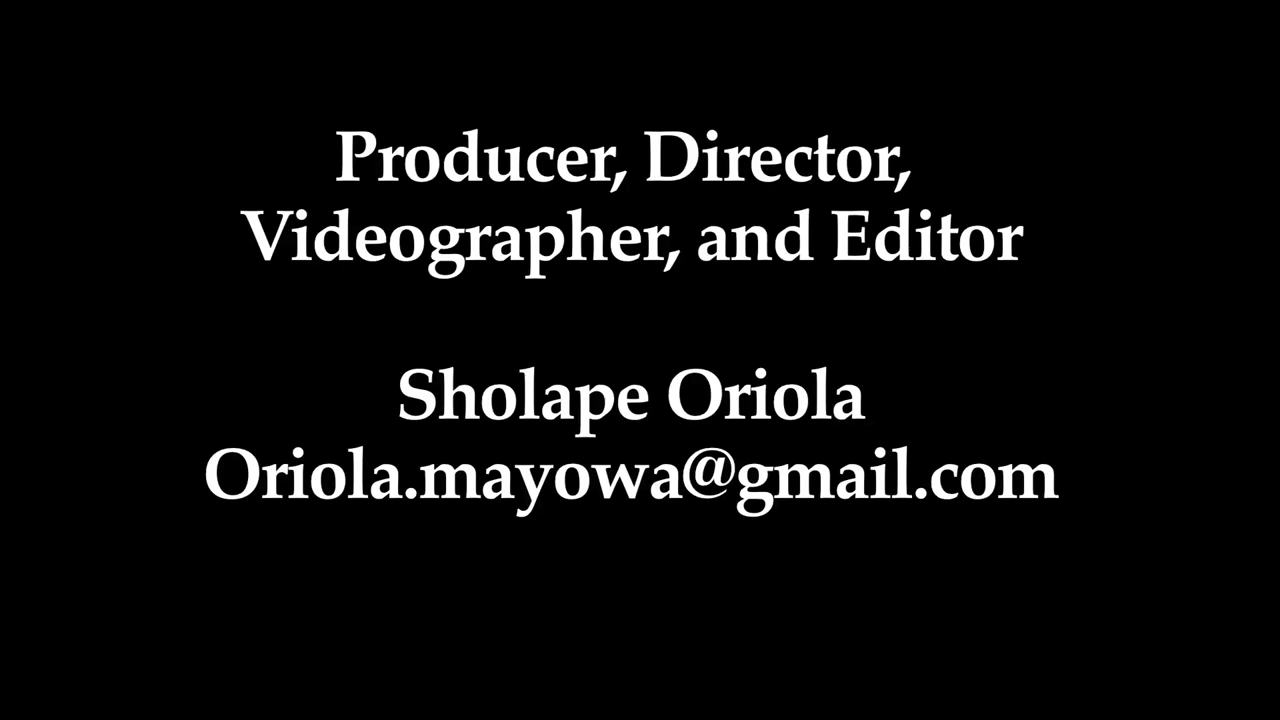 Producer, Director,
Videographer, and Editor
Sholape Oriola
Oriola.mayowa@gmail.com